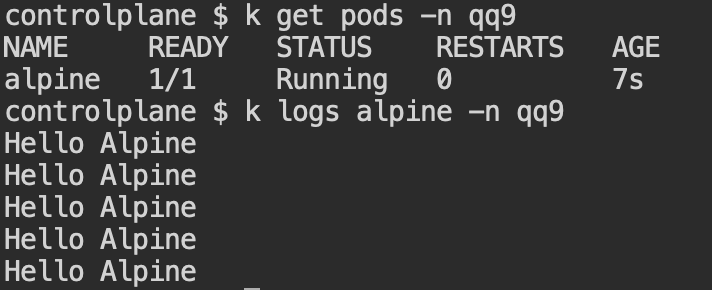 controlplane $ k get pods -n qq9
NAME READY STATUS RESTARTS AGE
alpine 1/1 Running 0 7s
controlplane $ k logs alpine -n qq9
Hello Alpine
Hello Alpine
Hello Alpine
Hello Alpine
Hello Alpine